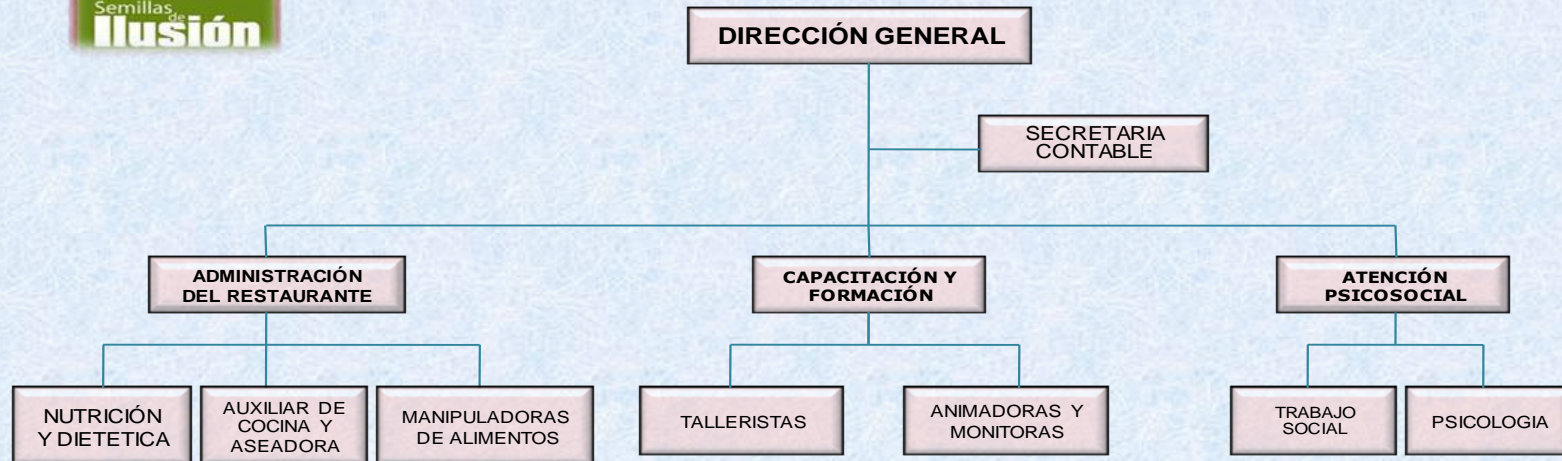 Semillas
de
Ilusión
DIRECCIÓN GENERAL
SECRETARIA
CONTABLE
ADMINISTRACIÓN
DEL RESTAURANTE
CAPACITACIÓN Y
FORMACIÓN
ATENCIÓN
PSICOSOCIAL
NUTRICIÓN
Y DIETETICA
AUXILIAR DE
COCINA Y
ASEADORA
MANIPULADORAS
DE ALIMENTOS
TALLERISTAS
ANIMADORAS Y
MONITORAS
TRABAJO
SOCIAL
PSICOLOGIA